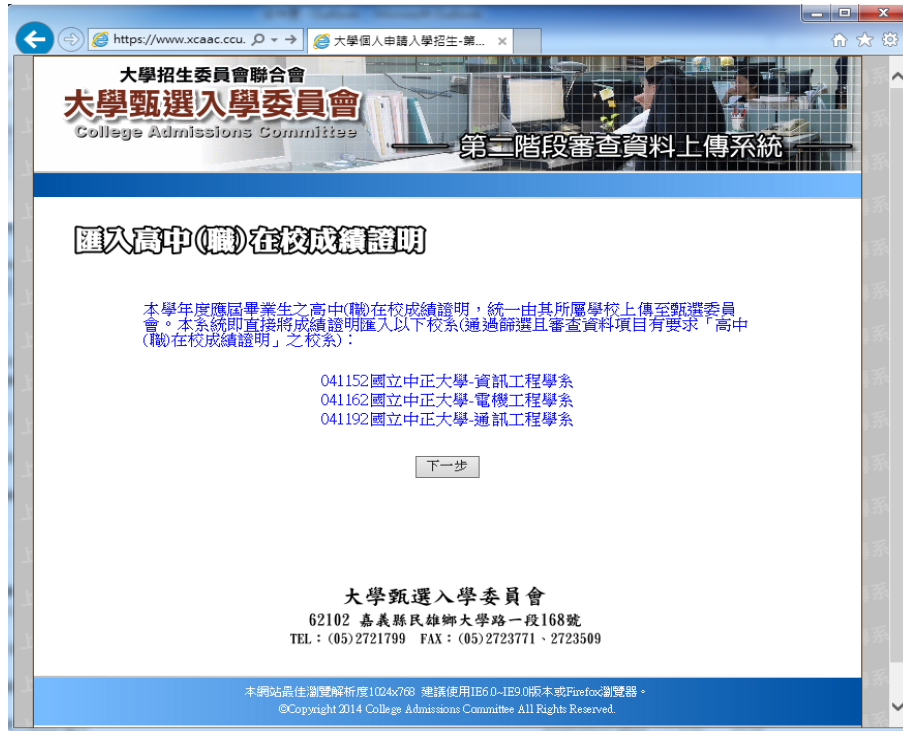 https://www.xcaac.ccu.
大學個人申請入學招生-第...
大學招生委員會聯合會
大學甄選入學委員會
College Admissions Committee
第二階段審查資料上傳系統
匯入高中(職)在校成績證明
本學年度應屆畢業生之高中(職)在校成績證明，統一由其所屬學校上傳至甄選委員
會。本系統即直接將成績證明匯入以下校系(通過篩選且審查資料項目有要求「高中
(職)在校成績證明」之校系)：
041152國立中正大學-資訊工程學系
041162國立中正大學-電機工程學系
041192國立中正大學-通訊工程學系
下一步
大學甄選入學委員會
62102 嘉義縣民雄鄉大學路一段168號
TEL：(05)2721799 FAX：(05)2723771、2723509
本網站最佳瀏覽解析度1024x768 建議使用IE6.0~IE9.0版本或Firefox瀏覽器。
©Copyright 2014 College Admissions Committee All Rights Reserved.